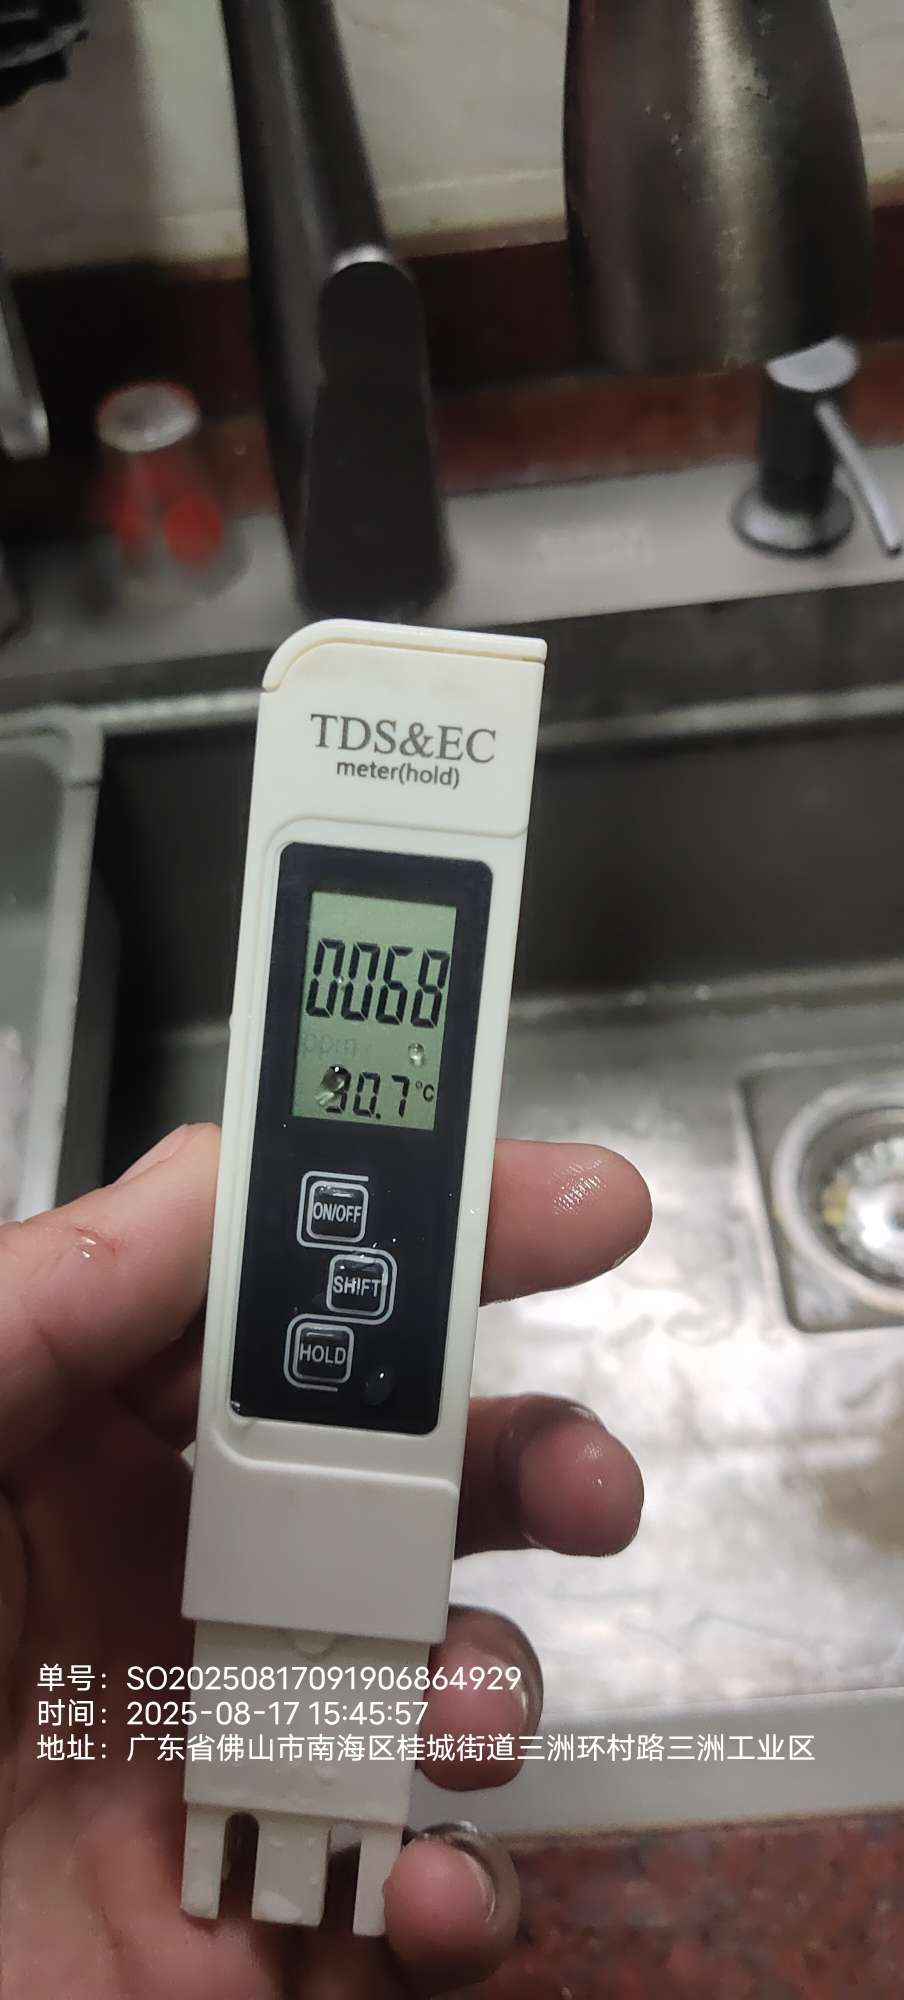 TDS&EC
meter(hold)
0068
ppm
30.7°C
ON/OFF
SHIFT
HOLD
单号：SO20250817091906864929
时间：2025-08-17 15:45:57
地址：广东省佛山市南海区桂城街道三洲环村路三洲工业区